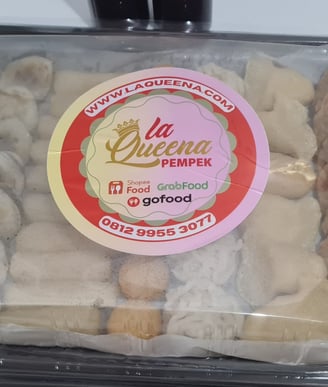 WWW.LAQUEENA.COM
la
Queena
PEMPEK
Shopee
Food
GrabFood
gofood
0812 9955 3077